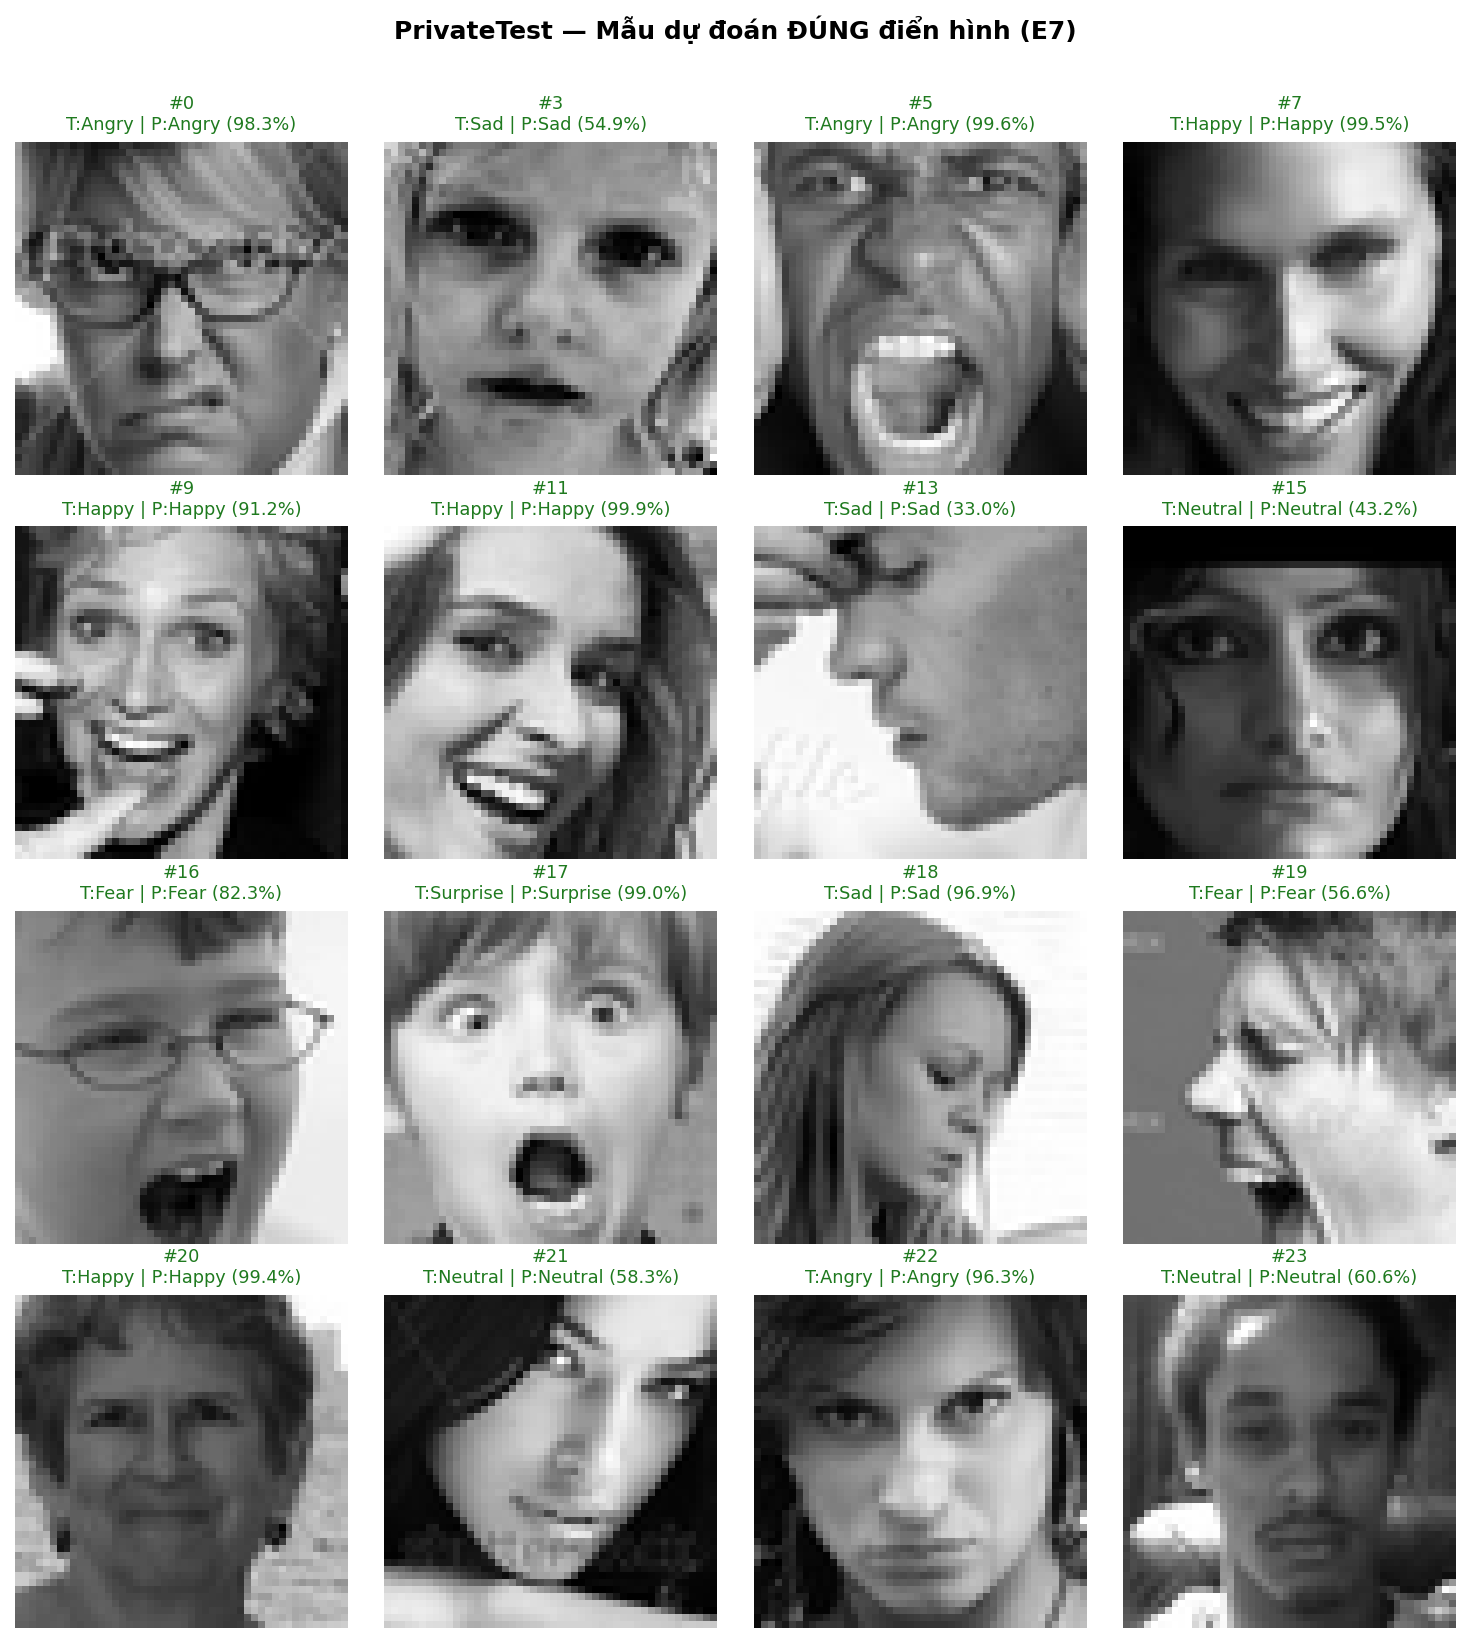 PrivateTest — Mẫu dự đoán ĐÚNG điển hình (E7)
#0
T:Angry | P:Angry (98.3%)
#3
T:Sad | P:Sad (54.9%)
#5
T:Angry | P:Angry (99.6%)
#7
T:Happy | P:Happy (99.5%)
#9
T:Happy | P:Happy (91.2%)
#11
T:Happy | P:Happy (99.9%)
#13
T:Sad | P:Sad (33.0%)
#15
T:Neutral | P:Neutral (43.2%)
#16
T:Fear | P:Fear (82.3%)
#17
T:Surprise | P:Surprise (99.0%)
#18
T:Sad | P:Sad (96.9%)
#19
T:Fear | P:Fear (56.6%)
#20
T:Happy | P:Happy (99.4%)
#21
T:Neutral | P:Neutral (58.3%)
#22
T:Angry | P:Angry (96.3%)
#23
T:Neutral | P:Neutral (60.6%)